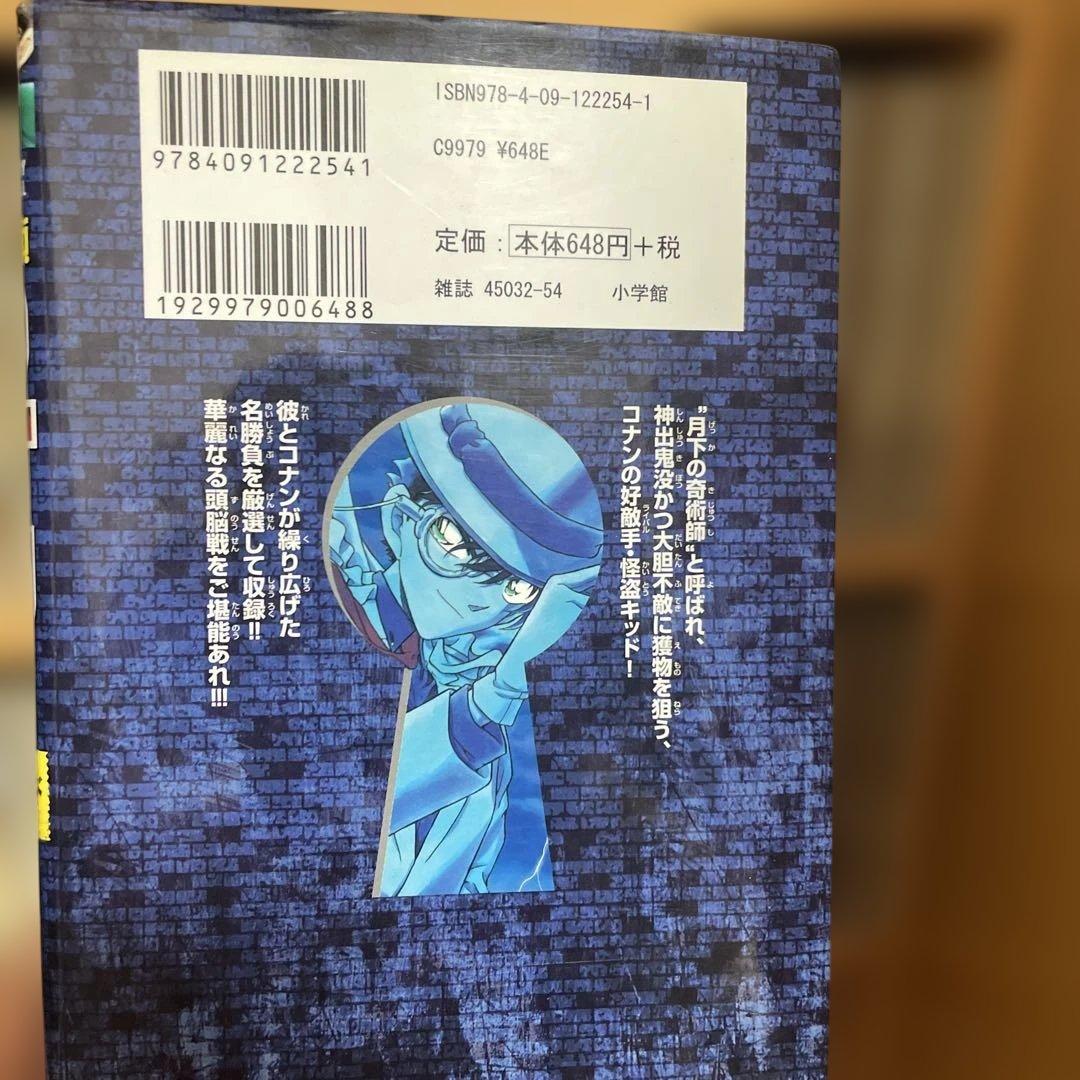 ISBN978-4-09-122254-1
9784091222541
C9979 ¥648E
定価：本体648円+税
1929979006488
雑誌 45032-54 小学館
"月下の奇術師"と呼ばれ、
神出鬼没かつ大胆不敵に獲物を狙う、
コナンの好敵手・怪盗キッド!
彼とコナンが繰り広げた
名勝負を厳選して収録!!
華麗なる頭脳戦をご堪能あれ!!!